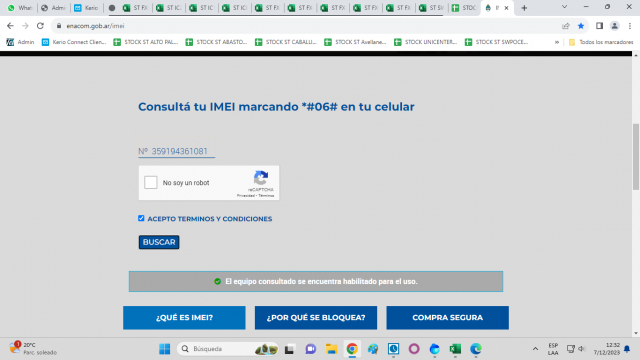 What
Admi
Kerio
ST FI
ST IC
ST IC
ST FI
ST FI
ST FI
ST FI
ST FI
ST SI
STOC
enacom.gob.ar/imei
Admin
Kerio Connect Clien...
STOCK ST ALTO PAL...
STOCK ST ABASTO...
STOCK ST CABALLI...
STOCK ST Avellane...
STOCK UNICENTER...
STOCK ST SWPOCE...
»
Todos los marcadores
Consultá tu IMEI marcando *#06# en tu celular
Nº 359194361081
No soy un robot
reCAPTCHA
Privacidad - Términos
ACEPTO TERMINOS Y CONDICIONES
BUSCAR
El equipo consultado se encuentra habilitado para el uso.
¿QUÉ ES IMEI?
¿POR QUÉ SE BLOQUEA?
COMPRA SEGURA
1
20°C
Parc. soleado
Búsqueda
ESP
LAA
12:32
7/12/2023